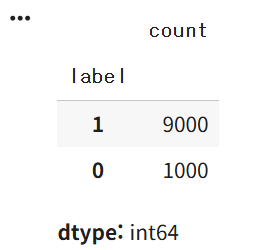 ...
count
label
1 9000
0 1000
dtype: int64